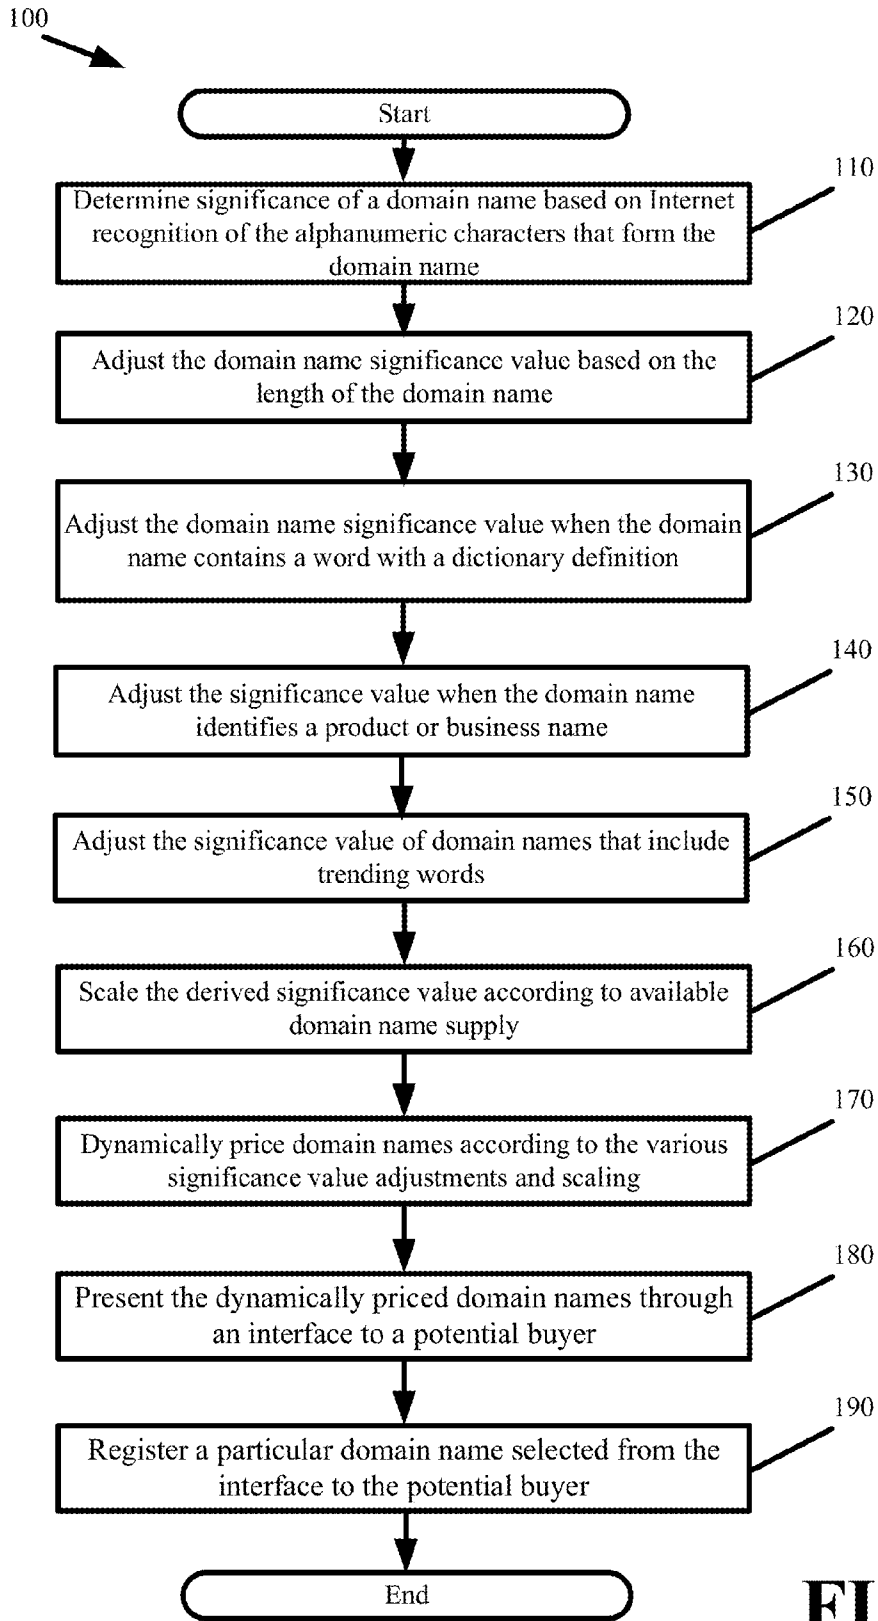 100
Start
110
Determine significance of a domain name based on Internet
recognition of the alphanumeric characters that form the
domain name
120
Adjust the domain name significance value based on the
length of the domain name
130
Adjust the domain name significance value when the domain
name contains a word with a dictionary definition
140
Adjust the significance value when the domain name
identifies a product or business name
150
Adjust the significance value of domain names that include
trending words
160
Scale the derived significance value according to available
domain name supply
170
Dynamically price domain names according to the various
significance value adjustments and scaling
180
Present the dynamically priced domain names through
an interface to a potential buyer
190
Register a particular domain name selected from the
interface to the potential buyer
End